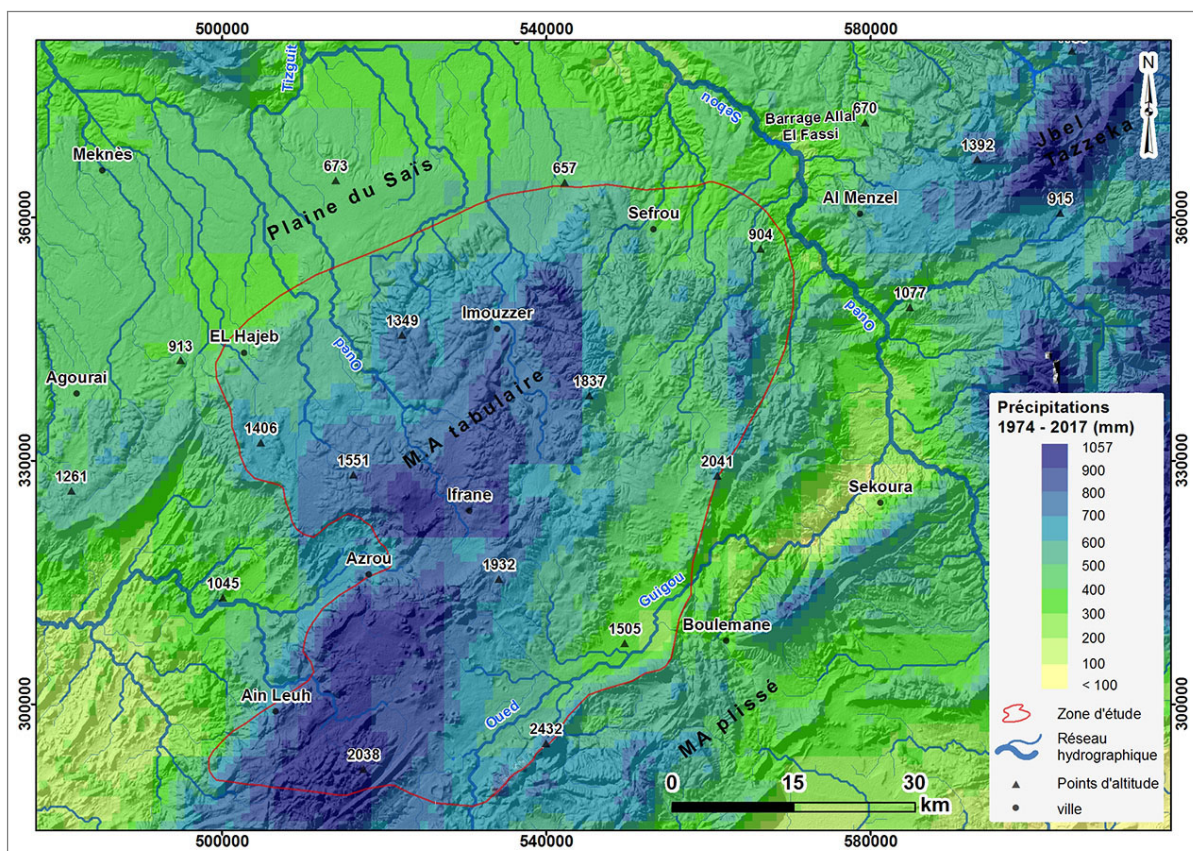 500000
540000
580000
Tizguit
Sebou
N
Barrage Allal
El Fassi
670
Jbel
Tazzeka
1392
Meknès
673
Plaine du Saïs
657
Al Menzel
915
Sefrou
904
360000
360000
1077
Imouzzer
1349
Oued
EL Hajeb
Oued
913
Agourai
1837
M.A tabulaire
Précipitations
1974 - 2017 (mm)
1057
900
800
700
600
500
400
300
200
100
< 100
Zone d'étude
Réseau
hydrographique
Points d'altitude
ville
1406
1551
2041
330000
330000
1261
Sekoura
Ifrane
Azrou
1932
1045
Guigou
1505
Boulemane
Ain Leuh
300000
300000
Oued
2432
MA plissé
2038
0
15
30
km
500000
540000
580000